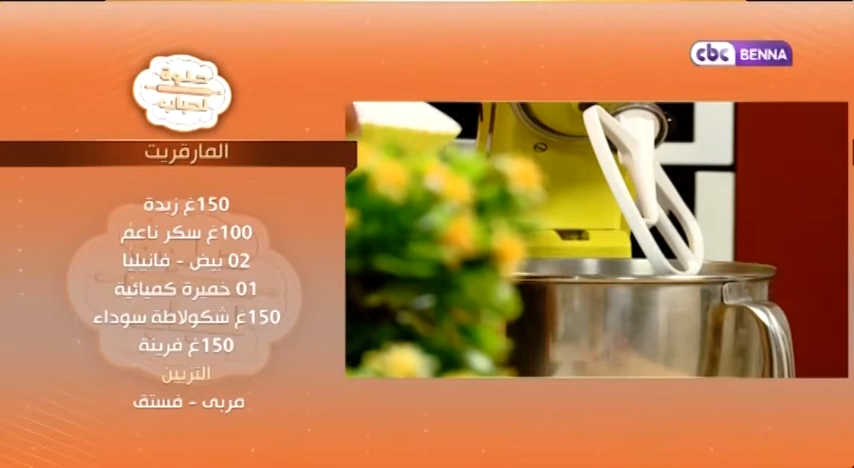 cbc BENNA
حلوة
لحباب
المارقريت
150غ زبدة
100غ سكر ناعم
02 بيض - فانيليا
01 خميرة كميائية
150غ شكولاطة سوداء
150غ فرينة
التزيين
مربى - فستق